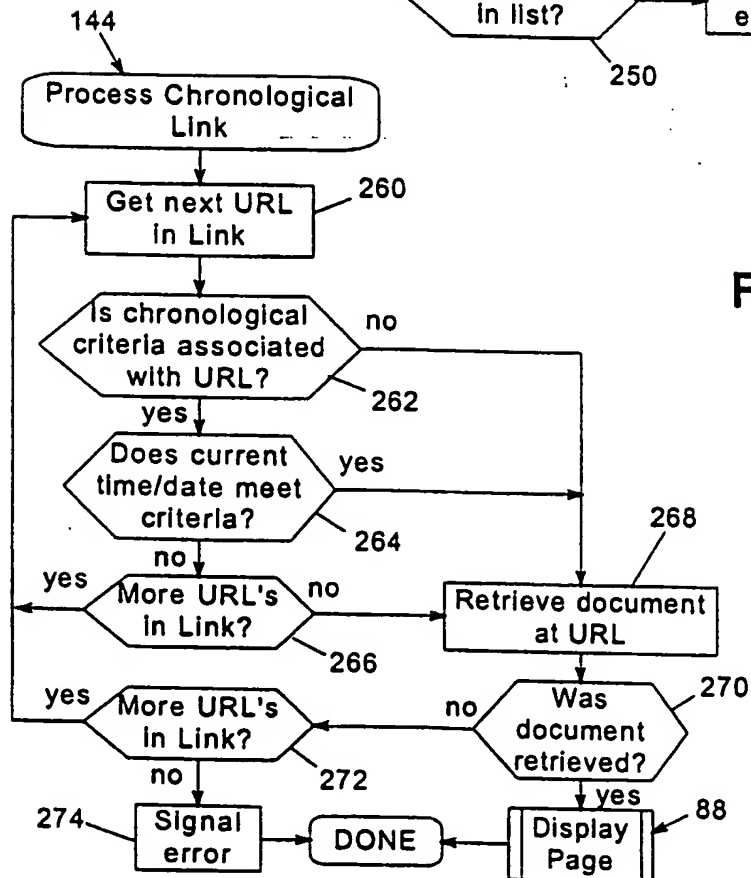 in list?
e
250
144
Process Chronological
Link
Get next URL
in Link
260
F
Is chronological
criteria associated
with URL?
no
262
yes
Does current
time/date meet
criteria?
yes
264
no
268
yes
More URL's
in Link?
no
266
Retrieve document
at URL
yes
More URL's
in Link?
272
no
no
Was
document
retrieved?
270
yes
274
Signal
error
DONE
Display
Page
88